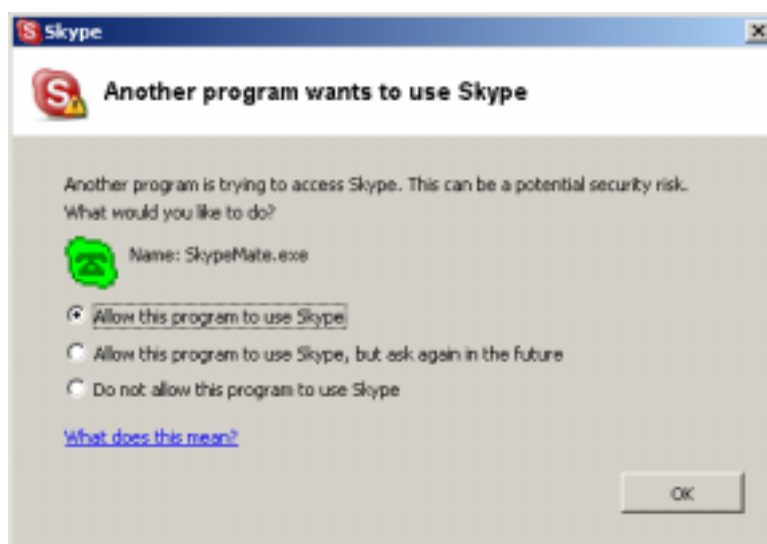 Skype
Another program wants to use Skype
Another program is trying to access Skype. This can be a potential security risk.
What would you like to do?
Name: SkypeMate.exe
Allow this program to use Skype
Allow this program to use Skype, but ask again in the future
Do not allow this program to use Skype
What does this mean?
OK